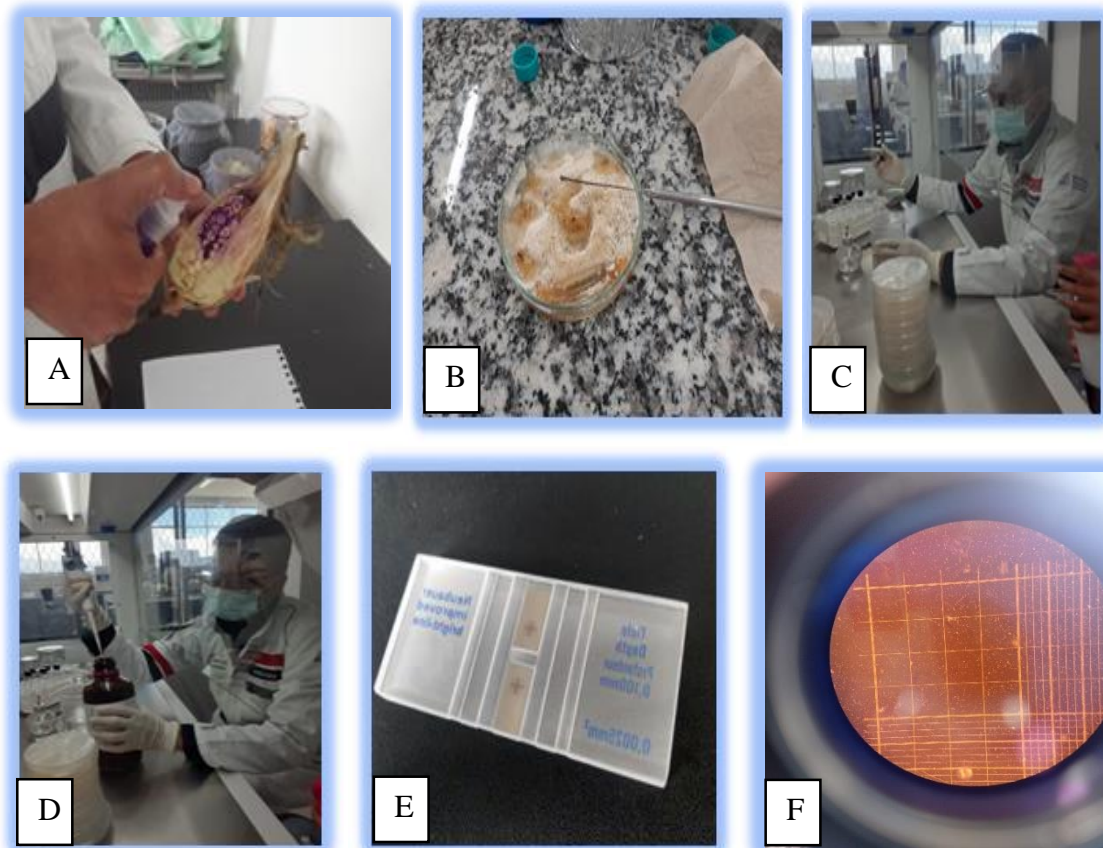 A
B
C
Neubauer
improved
bright-line
Tiefe
Depth
Profondeur
0,100mm
0,0025mm²
D
E
F